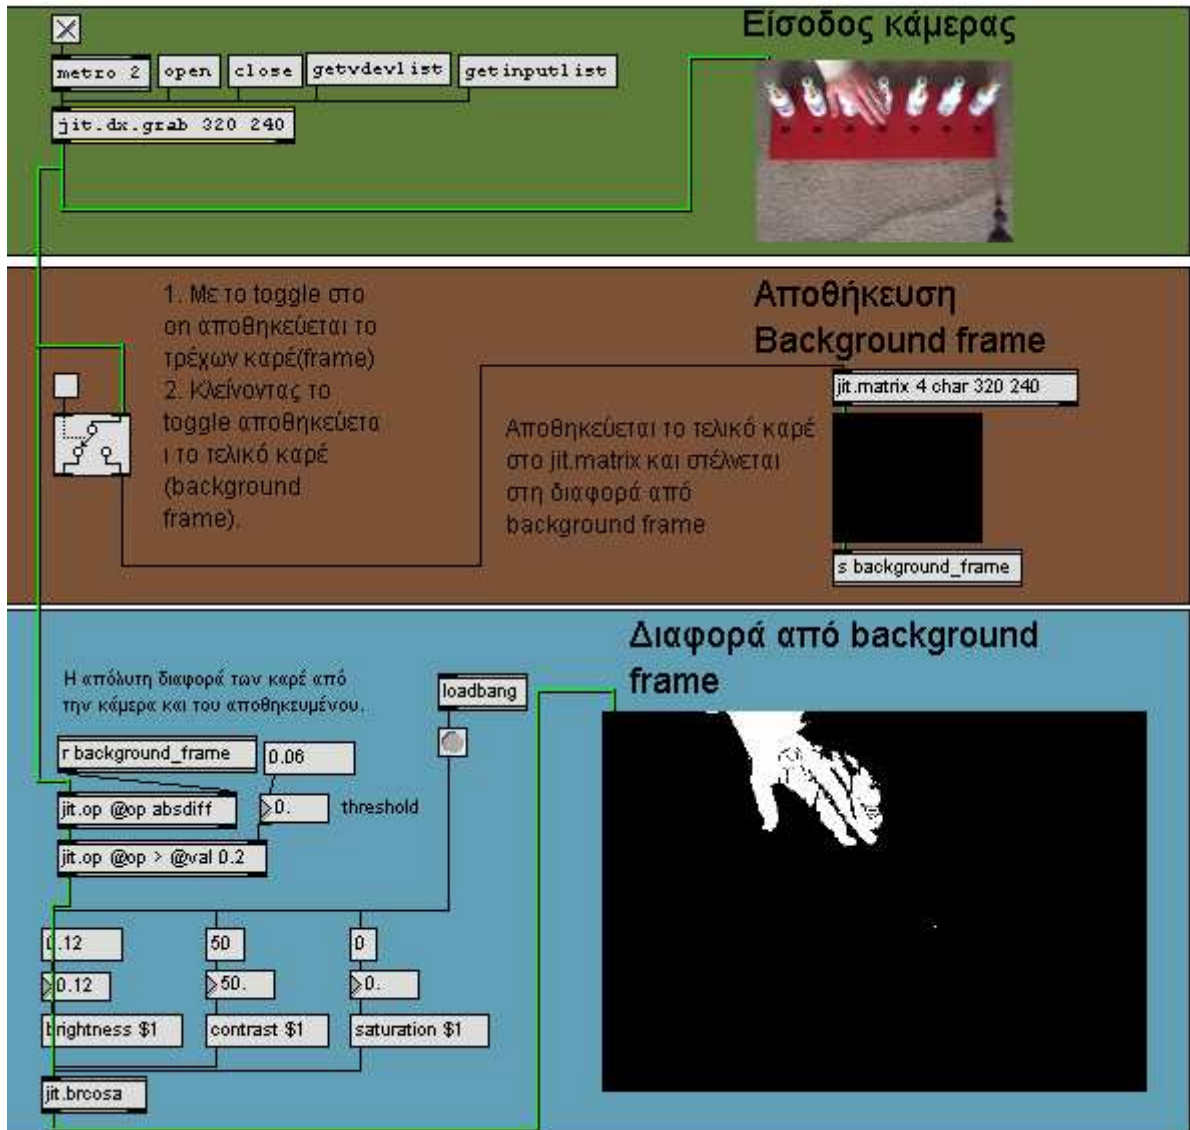 Είσοδος κάμερας
metro 2 open close getvdevlist getinputlist
jit.dx.grab 320 240
1. Με το toggle στο
on αποθηκεύεται το
τρέχων καρέ(frame)
2. Κλείνοντας το
toggle αποθηκεύετα
ι το τελικό καρέ
(background
frame).
Αποθήκευση
Background frame
jit.matrix 4 char 320 240
Αποθηκεύεται το τελικό καρέ
στο jit.matrix και στέλνεται
στη διαφορά από
background frame
s background_frame
Διαφορά από background
frame
Η απόλυτη διαφορά των καρέ από
την κάμερα και του αποθηκευμένου.
loadbang
r background_frame 0.06
jit.op @op absdiff 0. threshold
jit.op @op > @val 0.2
0.12 50 0
0.12 50. 0.
brightness $1 contrast $1 saturation $1
jit.brcosa